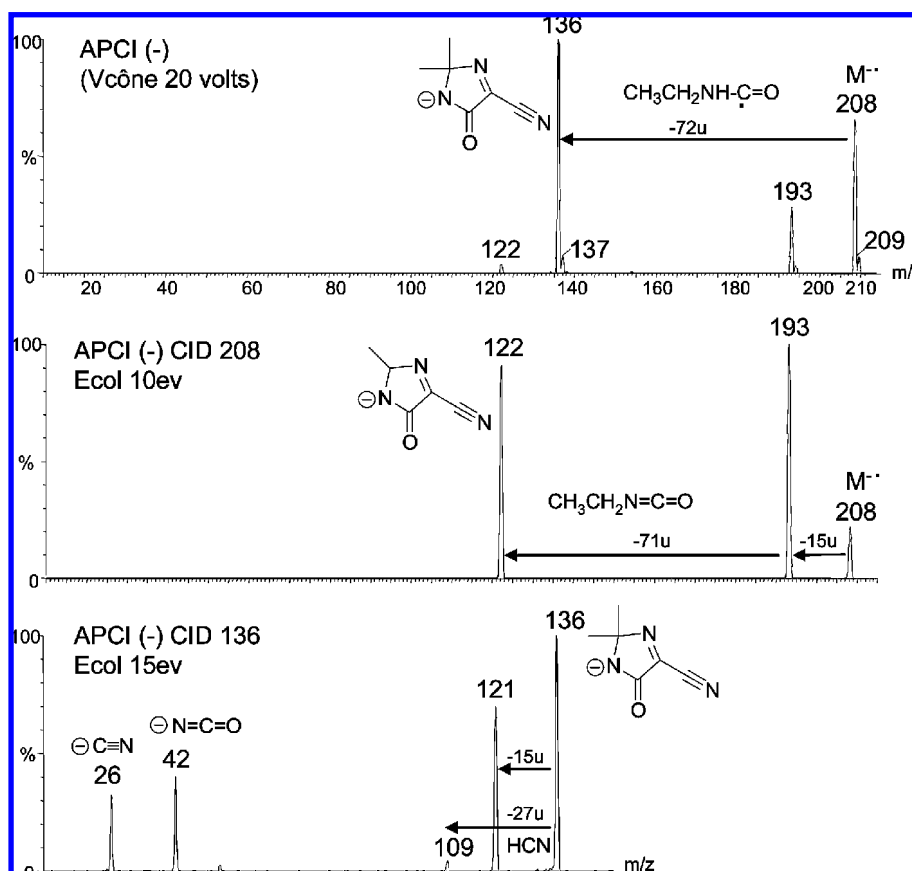 APCI (-)
(Vcône 20 volts)
100
%
0
136
N
⊖ N
N
O
CH3CH2NH-Ċ=O
-72u
M-·
208
193
209
122
137
20 40 60 80 100 120 140 160 180 200 210 m/
APCI (-) CID 208
Ecol 10ev
100
%
0
122
N
⊖ N
N
O
193
CH3CH2N=C=O
-71u
-15u
M-·
208
APCI (-) CID 136
Ecol 15ev
100
%
0
136
N
⊖ N
N
O
121
⊖ C≡N
26
⊖ N=C=O
42
-15u
-27u
109
HCN
m/z